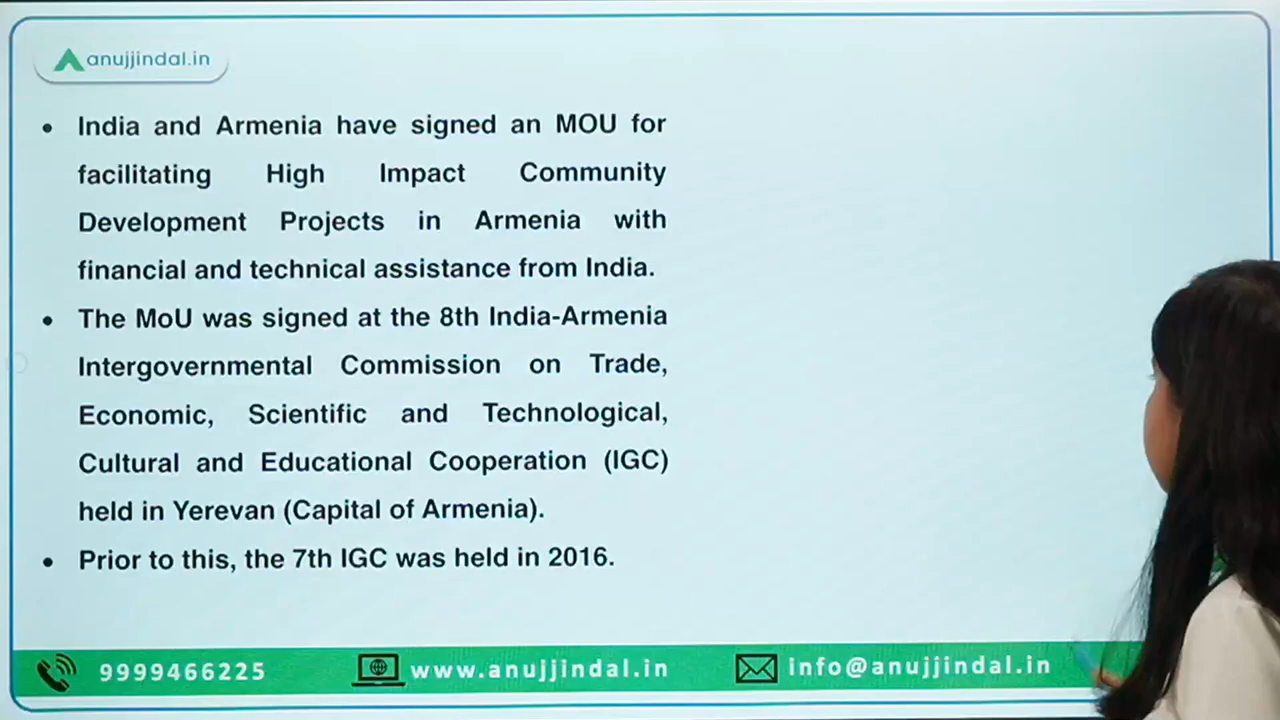 anujjindal.in
• India and Armenia have signed an MOU for
facilitating High Impact Community
Development Projects in Armenia with
financial and technical assistance from India.
• The MoU was signed at the 8th India-Armenia
Intergovernmental Commission on Trade,
Economic, Scientific and Technological,
Cultural and Educational Cooperation (IGC)
held in Yerevan (Capital of Armenia).
• Prior to this, the 7th IGC was held in 2016.
9999466225 www.anujjindal.in info@anujjindal.in